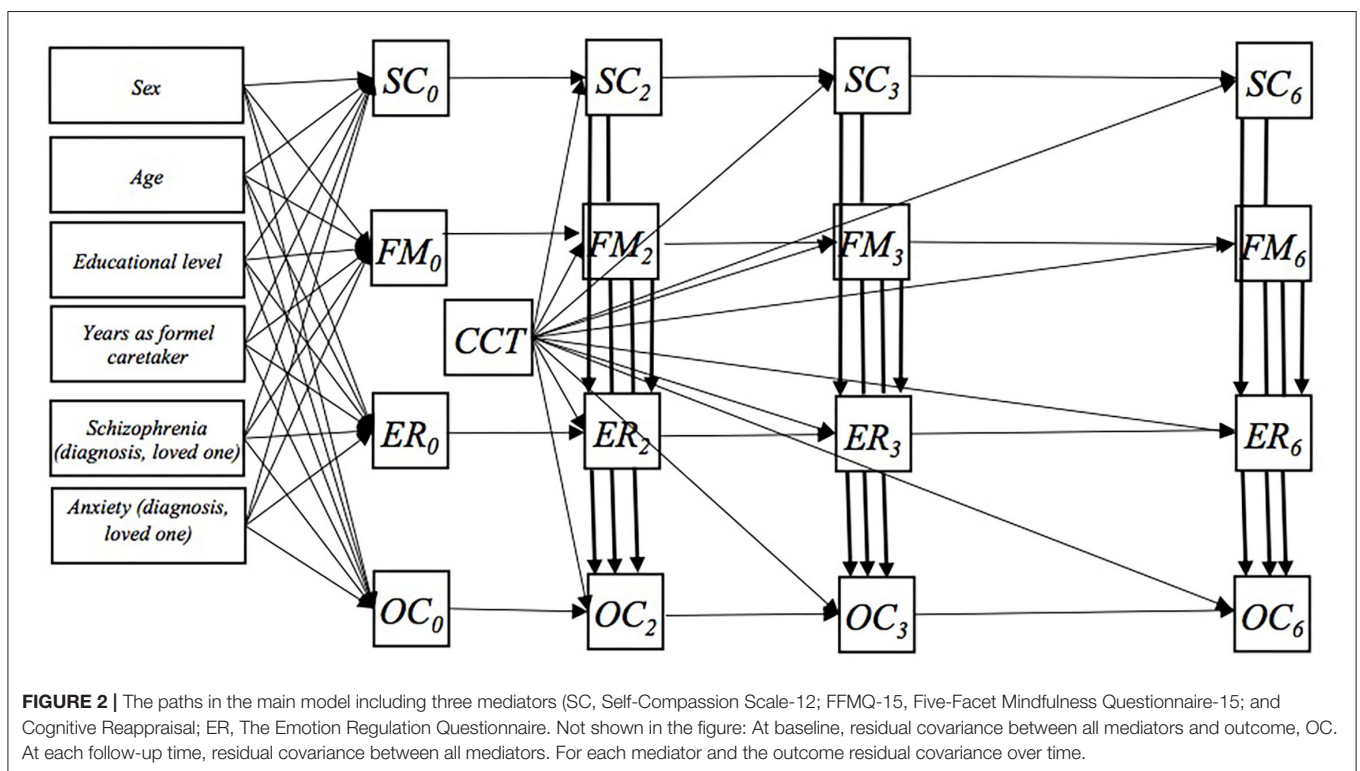 Sex
Age
Educational level
Years as formel
caretaker
Schizophrenia
(diagnosis, loved one)
Anxiety (diagnosis,
loved one)
SC0
FM0
ER0
OC0
CCT
SC2
FM2
ER2
OC2
SC3
FM3
ER3
OC3
SC6
FM6
ER6
OC6
FIGURE 2 | The paths in the main model including three mediators (SC, Self-Compassion Scale-12; FFMQ-15, Five-Facet Mindfulness Questionnaire-15; and
Cognitive Reappraisal; ER, The Emotion Regulation Questionnaire. Not shown in the figure: At baseline, residual covariance between all mediators and outcome, OC.
At each follow-up time, residual covariance between all mediators. For each mediator and the outcome residual covariance over time.